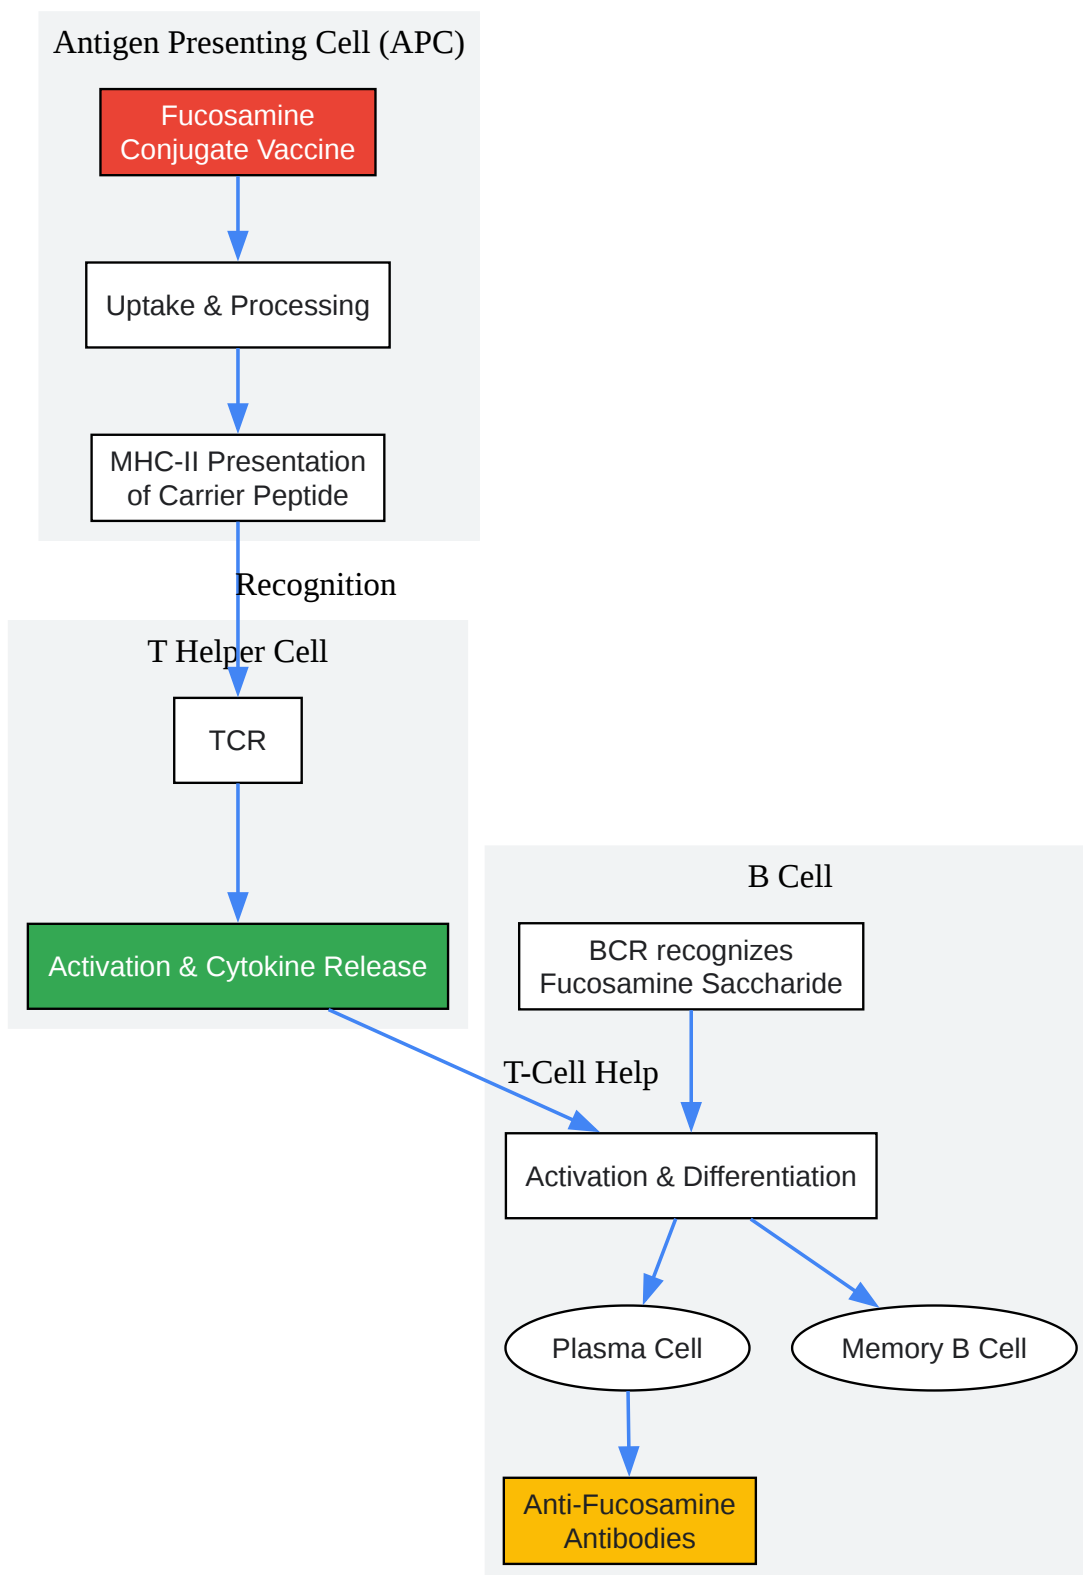 Antigen Presenting Cell (APC)
Fucosamine
Conjugate Vaccine
Uptake & Processing
MHC-II Presentation
of Carrier Peptide
Recognition
T Helper Cell
TCR
Activation & Cytokine Release
B Cell
BCR recognizes
Fucosamine Saccharide
T-Cell Help
Activation & Differentiation
Plasma Cell
Memory B Cell
Anti-Fucosamine
Antibodies